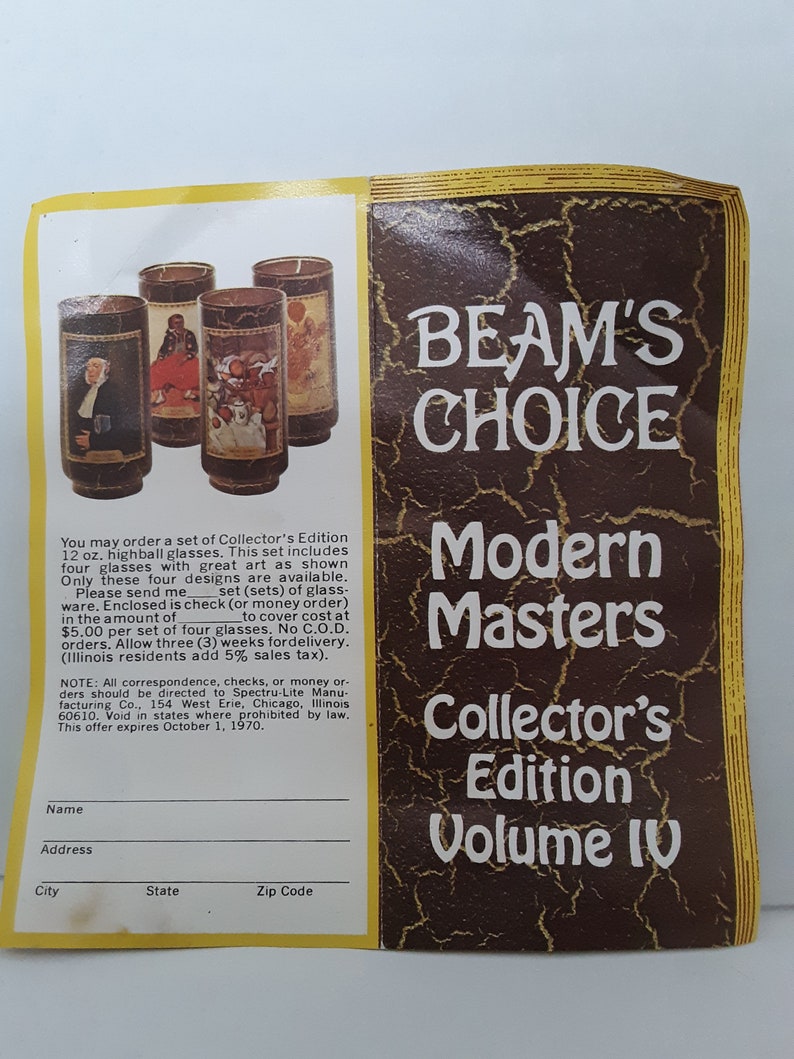 You may order a set of Collector's Edition
12 oz. highball glasses. This set includes
four glasses with great art as shown
Only these four designs are available.
Please send me____set (sets) of glass-
ware. Enclosed is check (or money order)
in the amount of________to cover cost at
$5.00 per set of four glasses. No C.O.D.
orders. Allow three (3) weeks fordelivery.
(Illinois residents add 5% sales tax).
NOTE: All correspondence, checks, or money or-
ders should be directed to Spectru-Lite Manu-
facturing Co., 154 West Erie, Chicago, Illinois
60610. Void in states where prohibited by law.
This offer expires October 1, 1970.
Name
Address
City State Zip Code
BEAM'S
CHOICE
Modern
Masters
Collector's
Edition
Volume IV